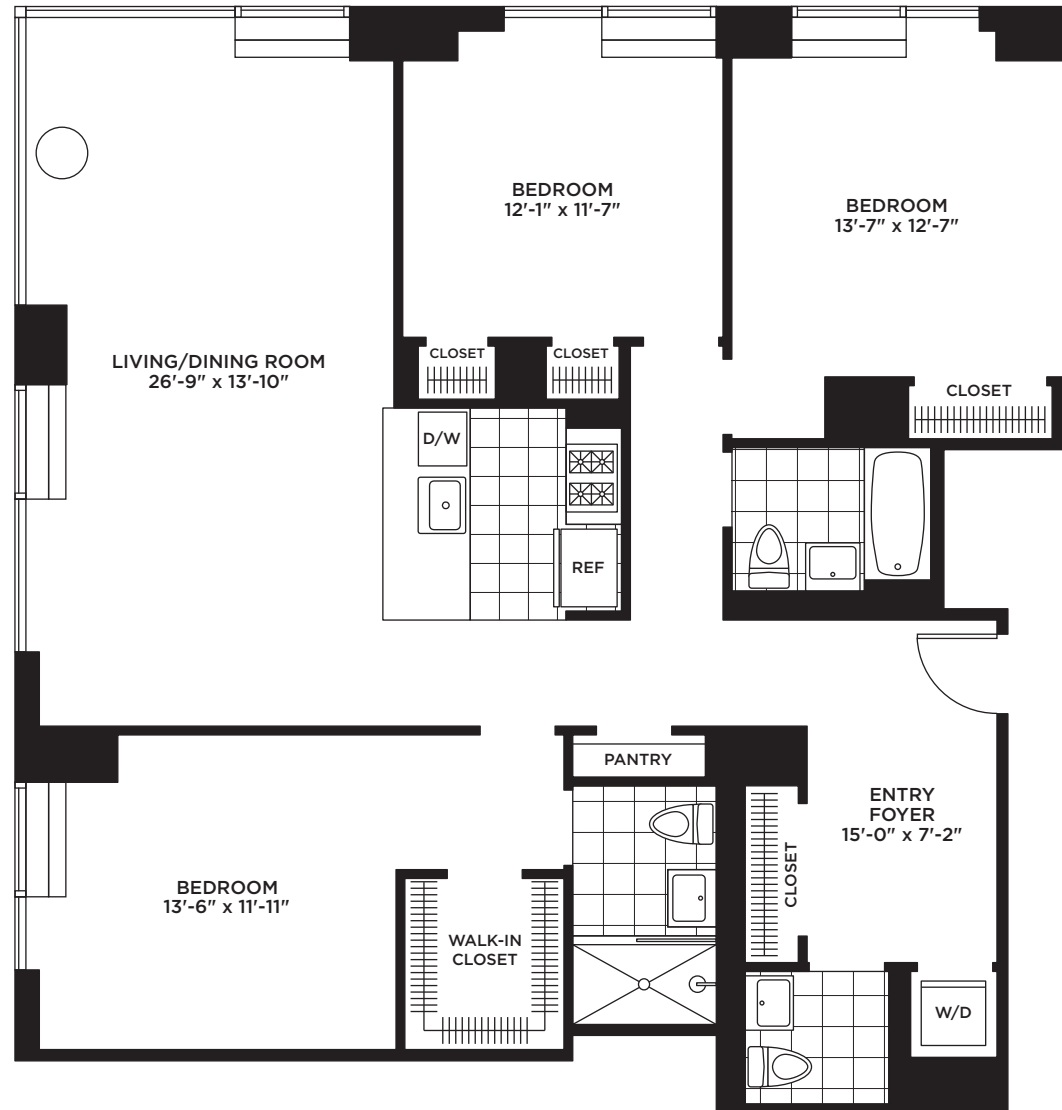 BEDROOM
12'-1" x 11'-7"
BEDROOM
13'-7" x 12'-7"
LIVING/DINING ROOM
26'-9" x 13'-10"
CLOSET
CLOSET
CLOSET
D/W
REF
PANTRY
ENTRY
FOYER
15'-0" x 7'-2"
CLOSET
BEDROOM
13'-6" x 11'-11"
WALK-IN
CLOSET
W/D